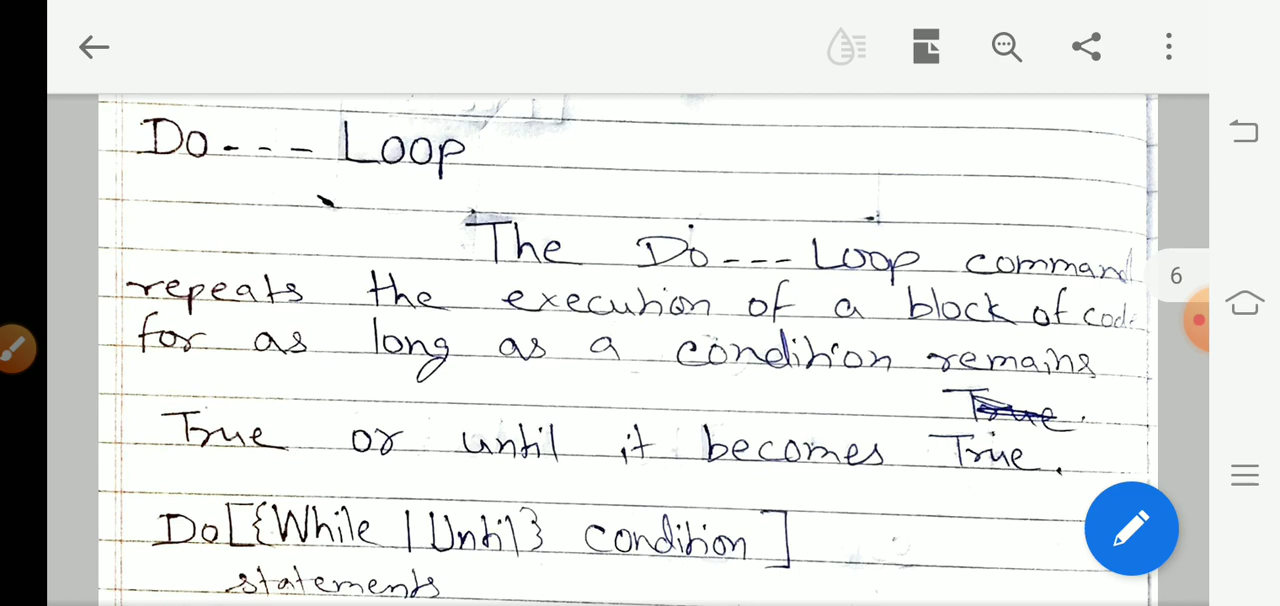 Do--- Loop
The Do--- Loop command
repeats the execution of a block of code
for as long as a condition remains
True or until it becomes True.
Do[{While | Until} condition ]
statements
6